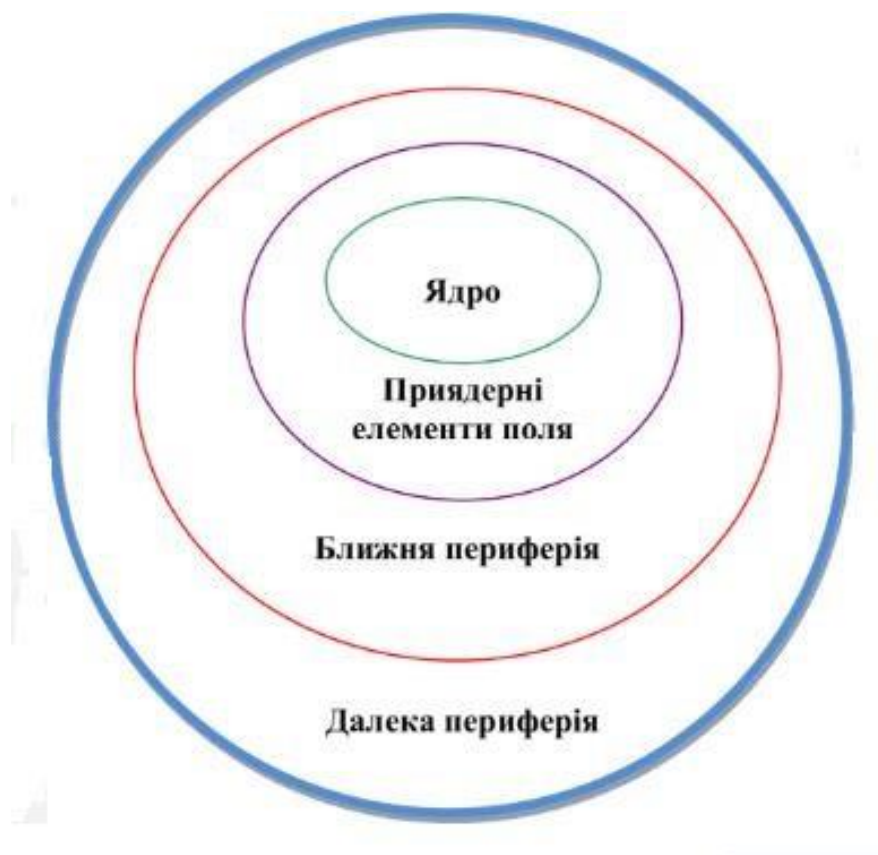 Ядро
Приядерні
елементи поля
Ближня периферія
Далека периферія